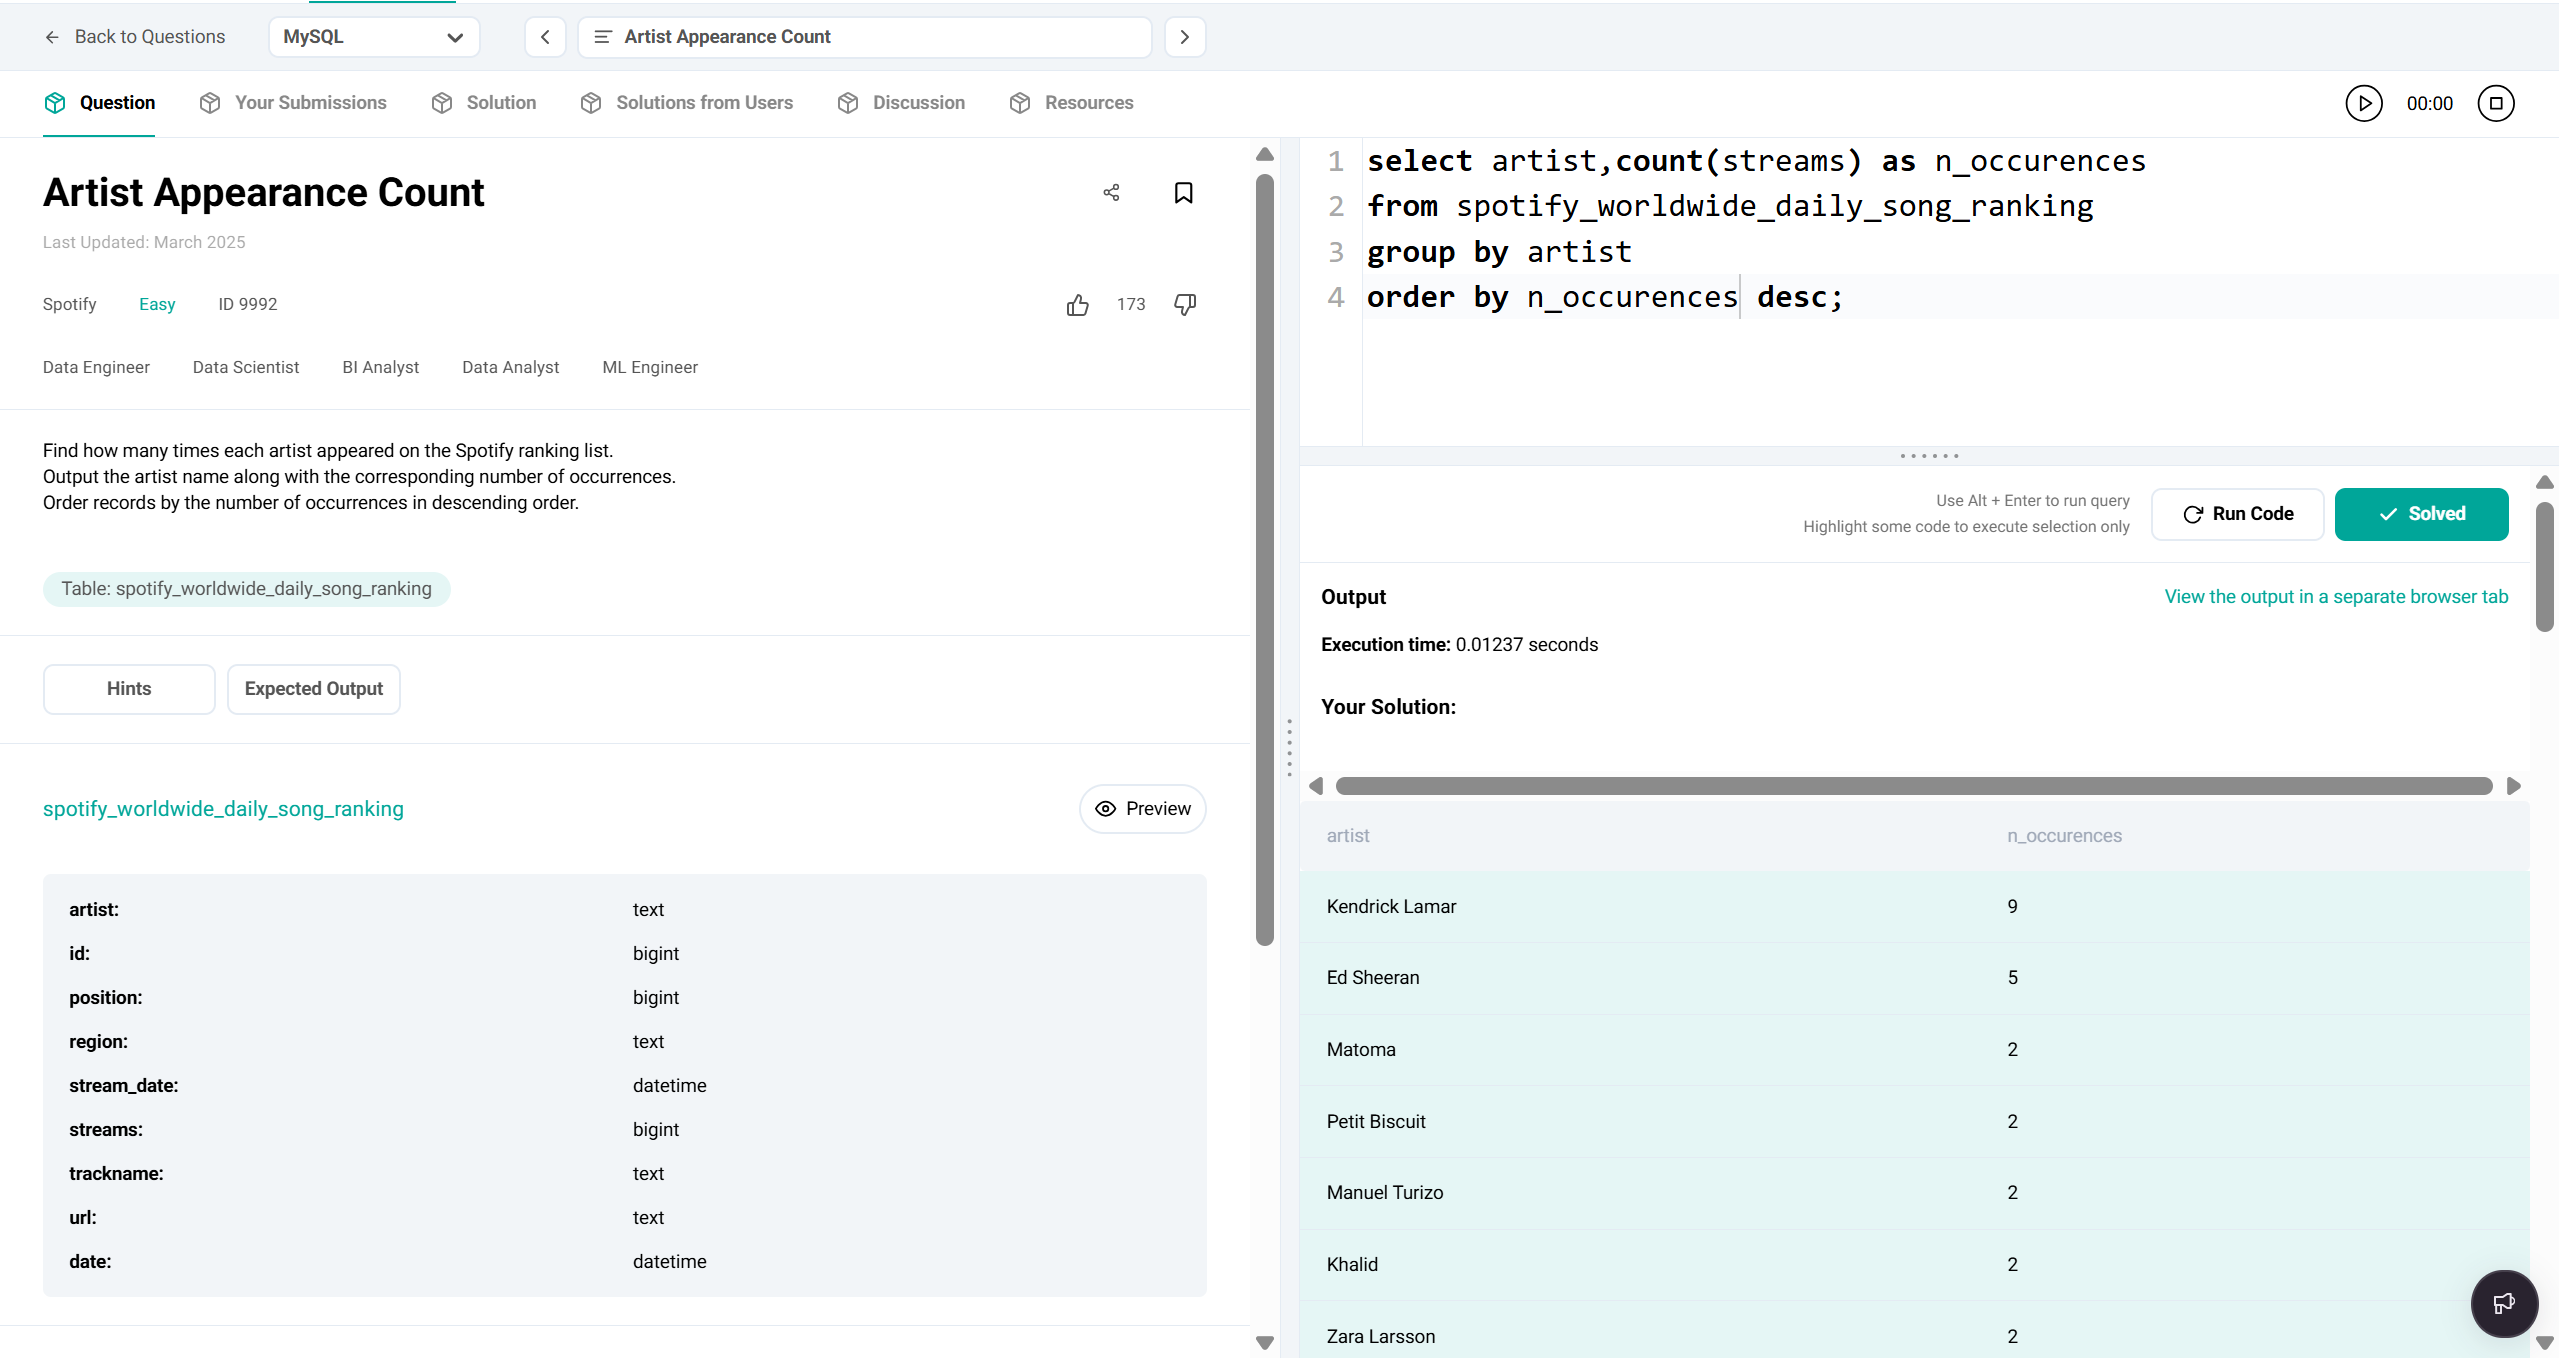 Back to Questions
MySQL
Artist Appearance Count
Question
Your Submissions
Solution
Solutions from Users
Discussion
Resources
00:00
Artist Appearance Count
Last Updated: March 2025
Spotify
Easy
ID 9992
173
Data Engineer
Data Scientist
BI Analyst
Data Analyst
ML Engineer
Find how many times each artist appeared on the Spotify ranking list.
Output the artist name along with the corresponding number of occurrences.
Order records by the number of occurrences in descending order.
Table: spotify_worldwide_daily_song_ranking
Hints
Expected Output
spotify_worldwide_daily_song_ranking
Preview
artist: text
id: bigint
position: bigint
region: text
stream_date: datetime
streams: bigint
trackname: text
url: text
date: datetime
1 select artist,count(streams) as n_occurences
2 from spotify_worldwide_daily_song_ranking
3 group by artist
4 order by n_occurences desc;
Use Alt + Enter to run query
Highlight some code to execute selection only
Run Code
Solved
Output
View the output in a separate browser tab
Execution time: 0.01237 seconds
Your Solution:
artist n_occurences
Kendrick Lamar 9
Ed Sheeran 5
Matoma 2
Petit Biscuit 2
Manuel Turizo 2
Khalid 2
Zara Larsson 2